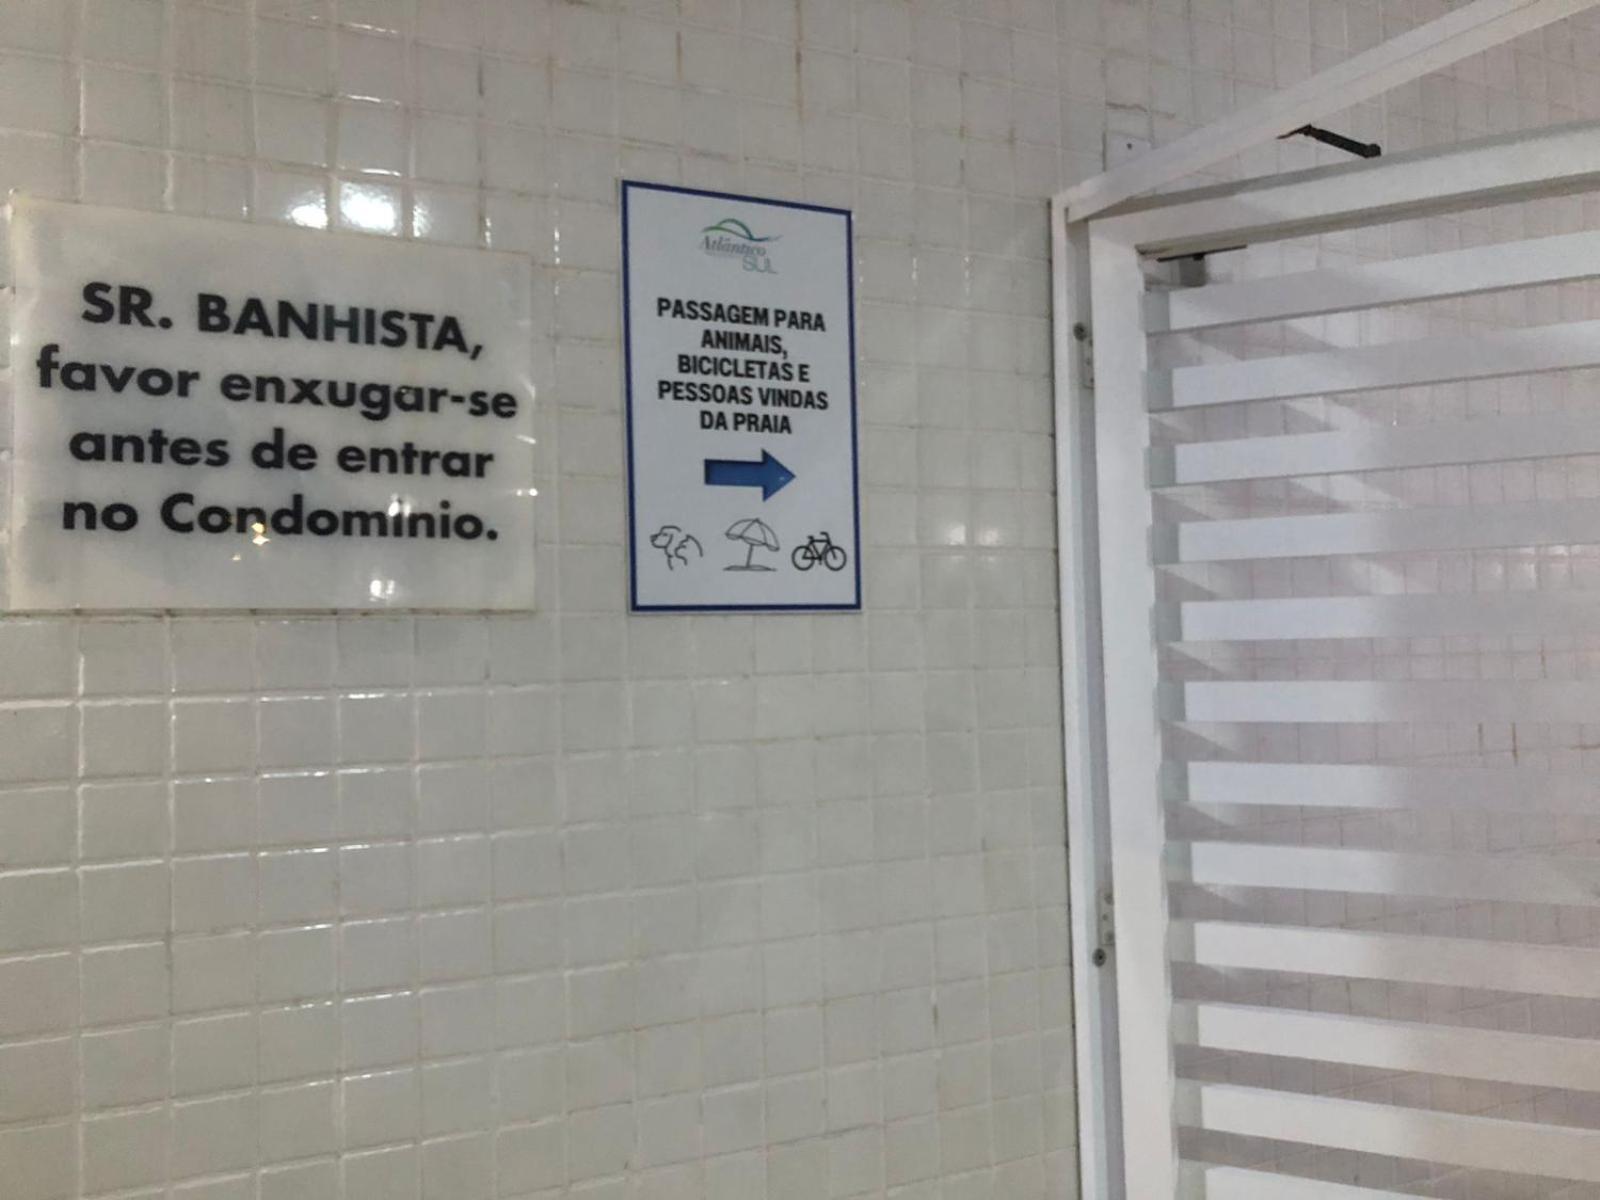 SR. BANHISTA,
favor enxugar-se
antes de entrar
no Condomínio.
Atlântico
SUL
PASSAGEM PARA
ANIMAIS,
BICICLETAS E
PESSOAS VINDAS
DA PRAIA